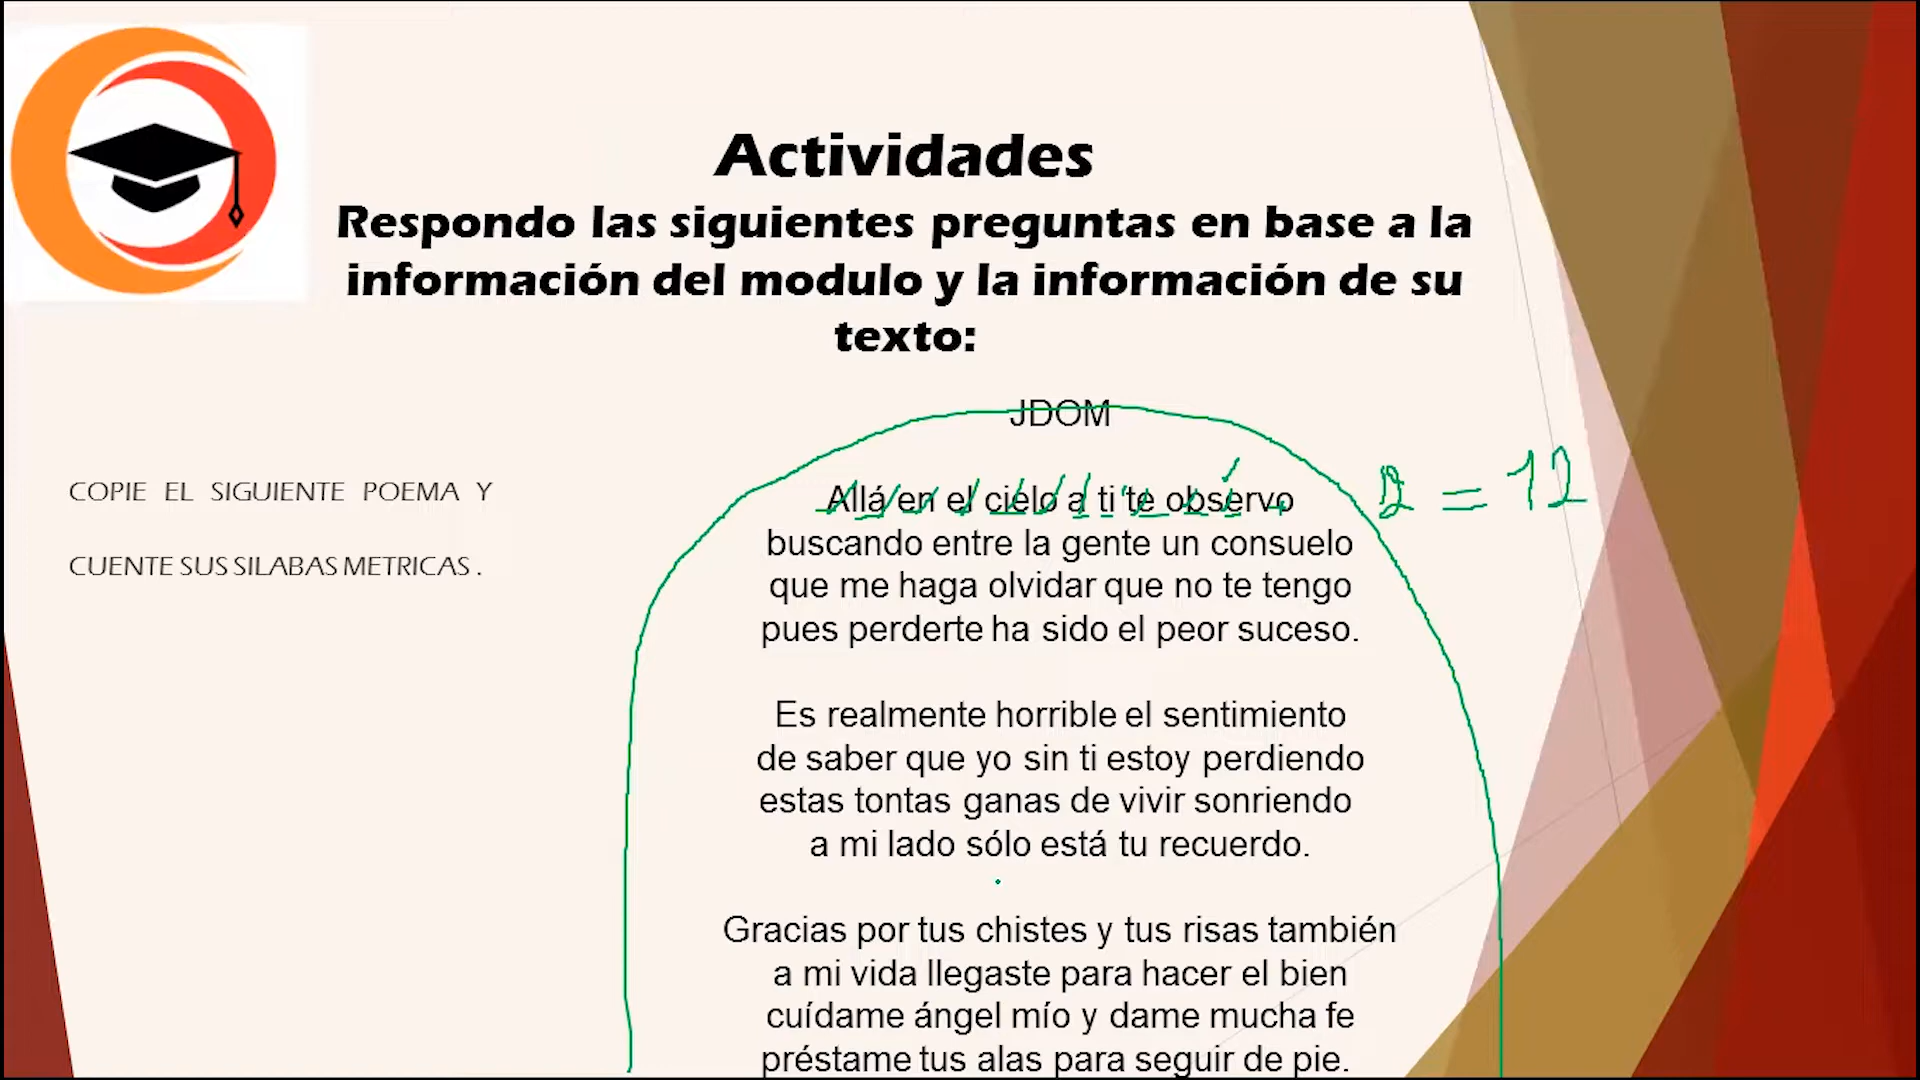 Actividades
Respondo las siguientes preguntas en base a la
información del modulo y la información de su
texto:
JDOM
COPIE EL SIGUIENTE POEMA Y
CUENTE SUS SILABAS METRICAS .
Allá en el cielo a ti te observo
= 12
buscando entre la gente un consuelo
que me haga olvidar que no te tengo
pues perderte ha sido el peor suceso.
Es realmente horrible el sentimiento
de saber que yo sin ti estoy perdiendo
estas tontas ganas de vivir sonriendo
a mi lado sólo está tu recuerdo.
Gracias por tus chistes y tus risas también
a mi vida llegaste para hacer el bien
cuídame ángel mío y dame mucha fe
préstame tus alas para seguir de pie.